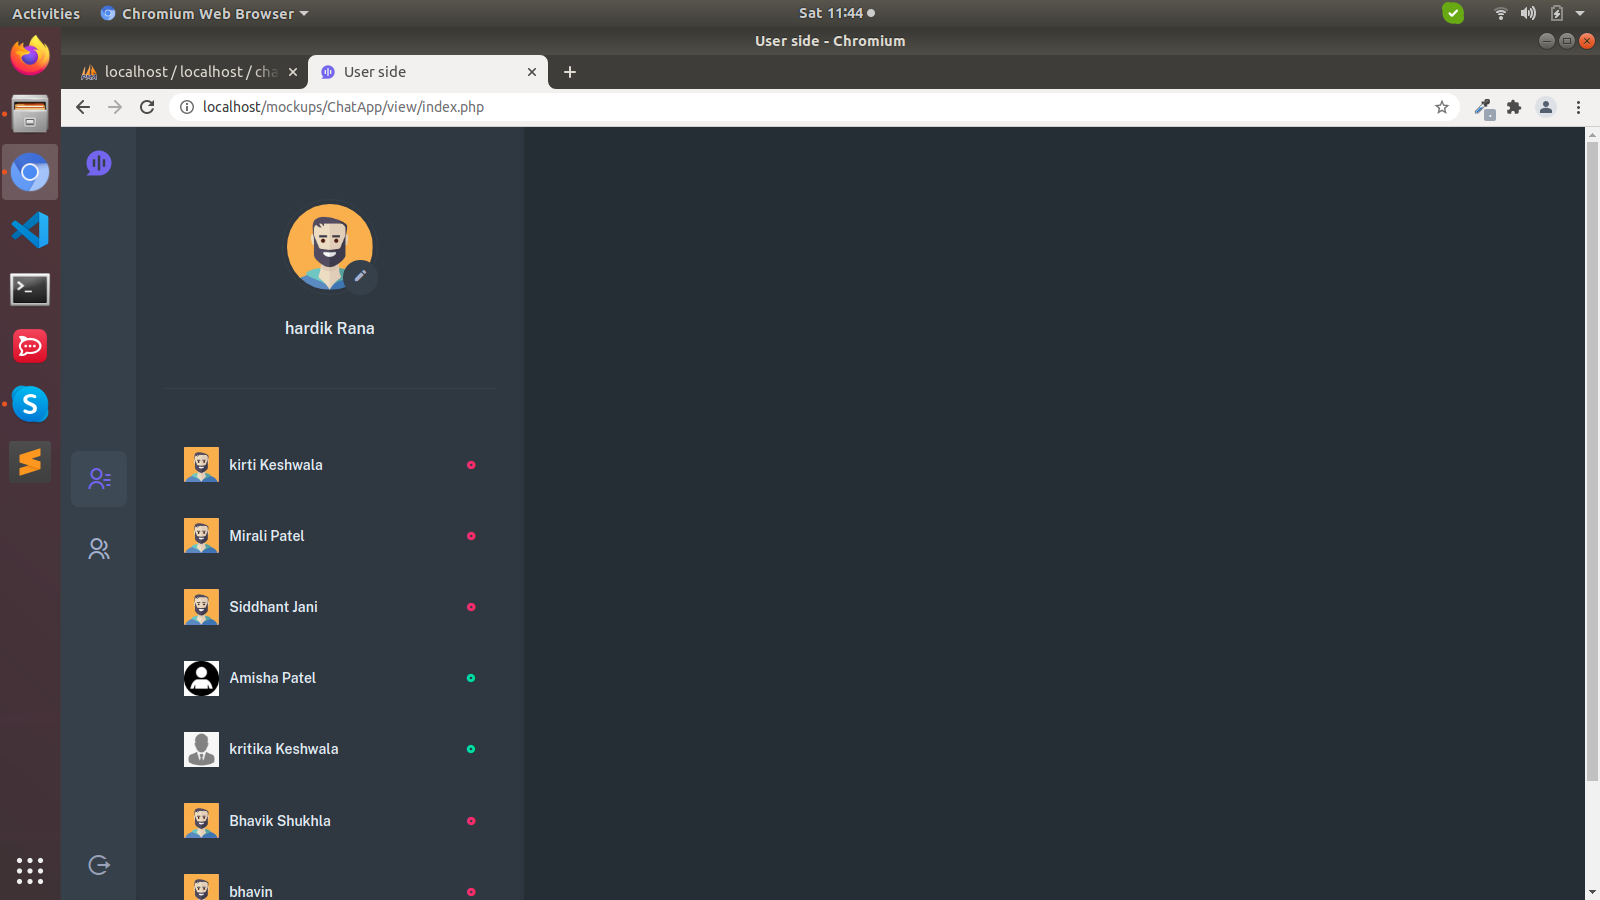 Activities
Chromium Web Browser
Sat 11:44
User side - Chromium
localhost / localhost / cha
User side
localhost/mockups/ChatApp/view/index.php
hardik Rana
kirti Keshwala
Mirali Patel
Siddhant Jani
Amisha Patel
kritika Keshwala
Bhavik Shukhla
bhavin